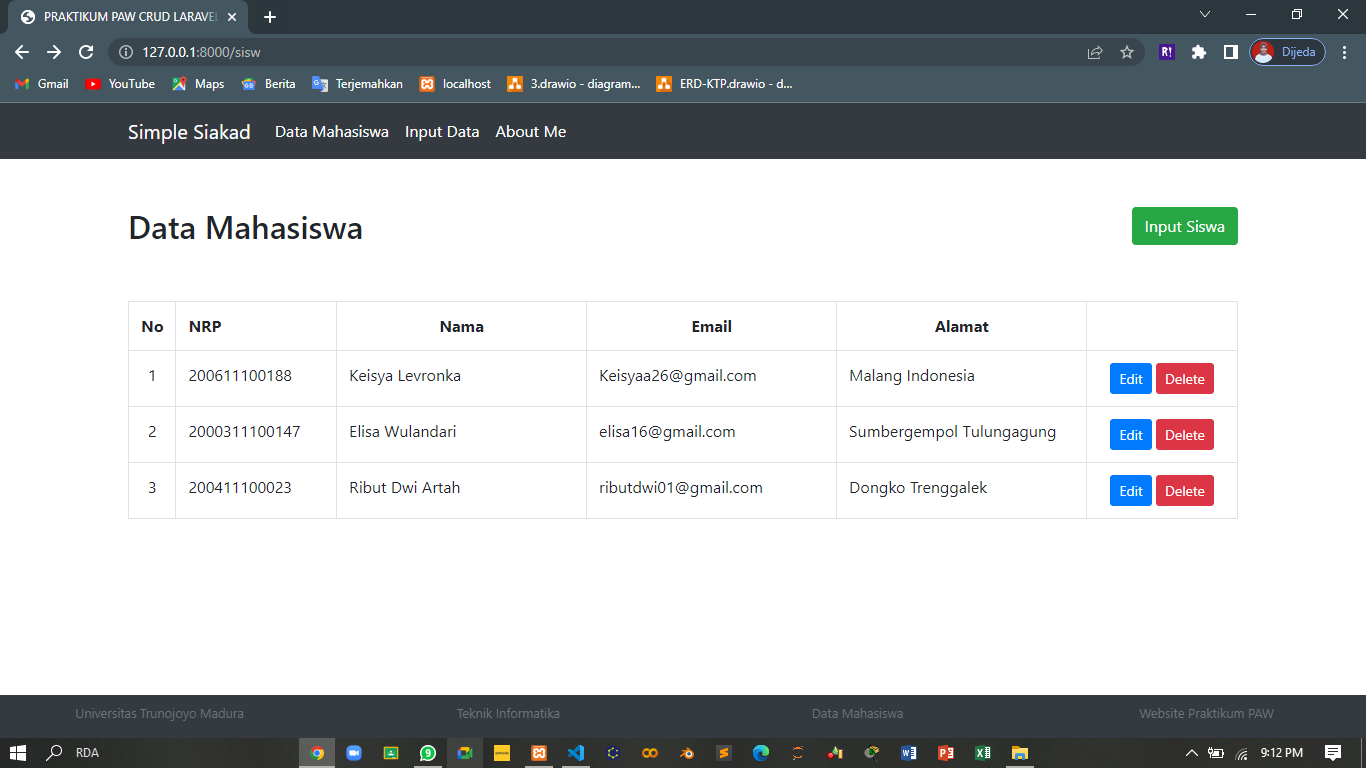 PRAKTIKUM PAW CRUD LARAVEL
127.0.0.1:8000/sisw
R!
Dijeda
Gmail YouTube Maps Berita Terjemahkan localhost 3.drawio - diagram... ERD-KTP.drawio - d...
Simple Siakad Data Mahasiswa Input Data About Me
Data Mahasiswa
Input Siswa
No NRP Nama Email Alamat
1 200611100188 Keisya Levronka Keisyaa26@gmail.com Malang Indonesia Edit Delete
2 2000311100147 Elisa Wulandari elisa16@gmail.com Sumbergempol Tulungagung Edit Delete
3 200411100023 Ribut Dwi Artah ributdwi01@gmail.com Dongko Trenggalek Edit Delete
Universitas Trunojoyo Madura Teknik Informatika Data Mahasiswa Website Praktikum PAW
RDA
9:12 PM